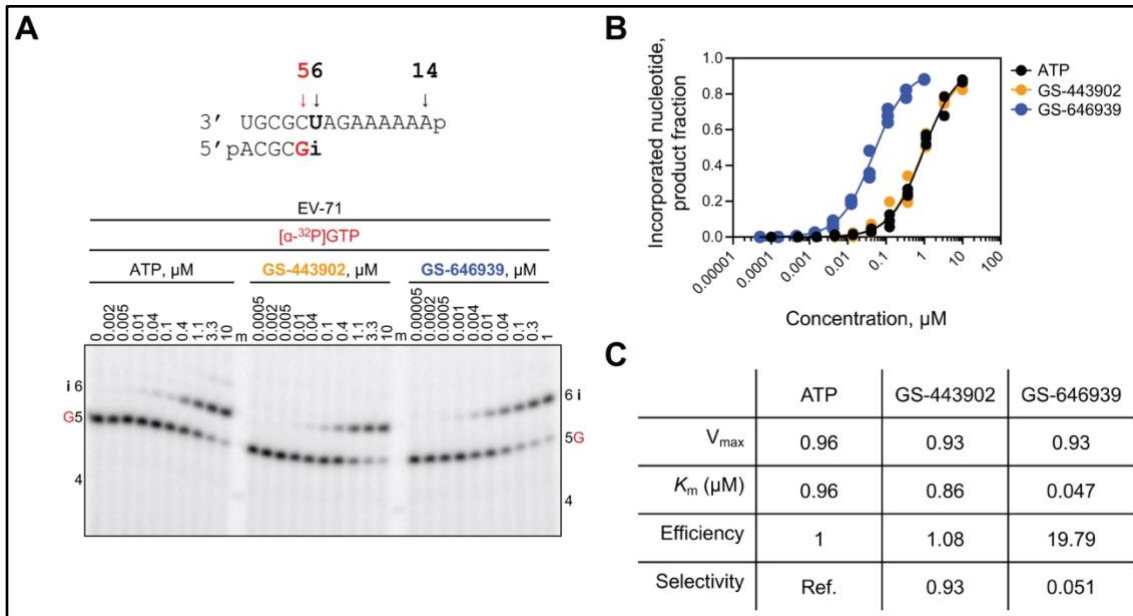 A
56 14
↓↓ ↓
3′ UGCGCUAGAAAAAAp
5′pACGCGi
EV-71
[α-³²P]GTP
ATP, µM GS-443902, µM GS-646939, µM
0 0.002 0.005 0.01 0.04 0.1 0.4 1.1 3.3 10 m 0.0005 0.002 0.005 0.01 0.04 0.1 0.4 1.1 3.3 10 m 0.00005 0.0002 0.0005 0.001 0.004 0.01 0.04 0.1 0.3 1
i 6 6 i
G5 5G
4 4
B
Incorporated nucleotide,
product fraction
1.0
0.8
0.6
0.4
0.2
0.0
0.00001 0.0001 0.001 0.01 0.1 1 10 100
Concentration, µM
ATP
GS-443902
GS-646939
C
ATP GS-443902 GS-646939
Vmax 0.96 0.93 0.93
Km (µM) 0.96 0.86 0.047
Efficiency 1 1.08 19.79
Selectivity Ref. 0.93 0.051